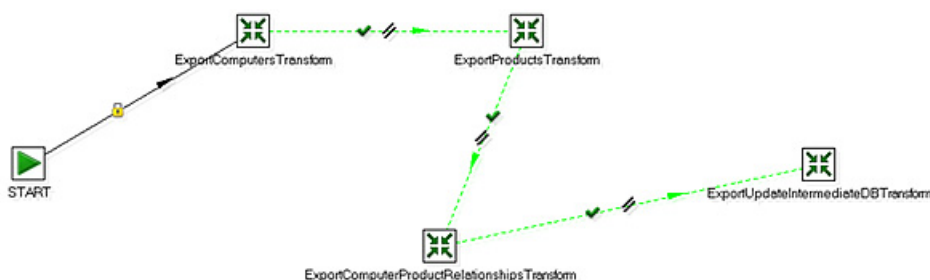 ExportComputersTransform
ExportProductsTransform
START
ExportUpdateIntermediateDBTransform
ExportComputerProductRelationshipsTransform